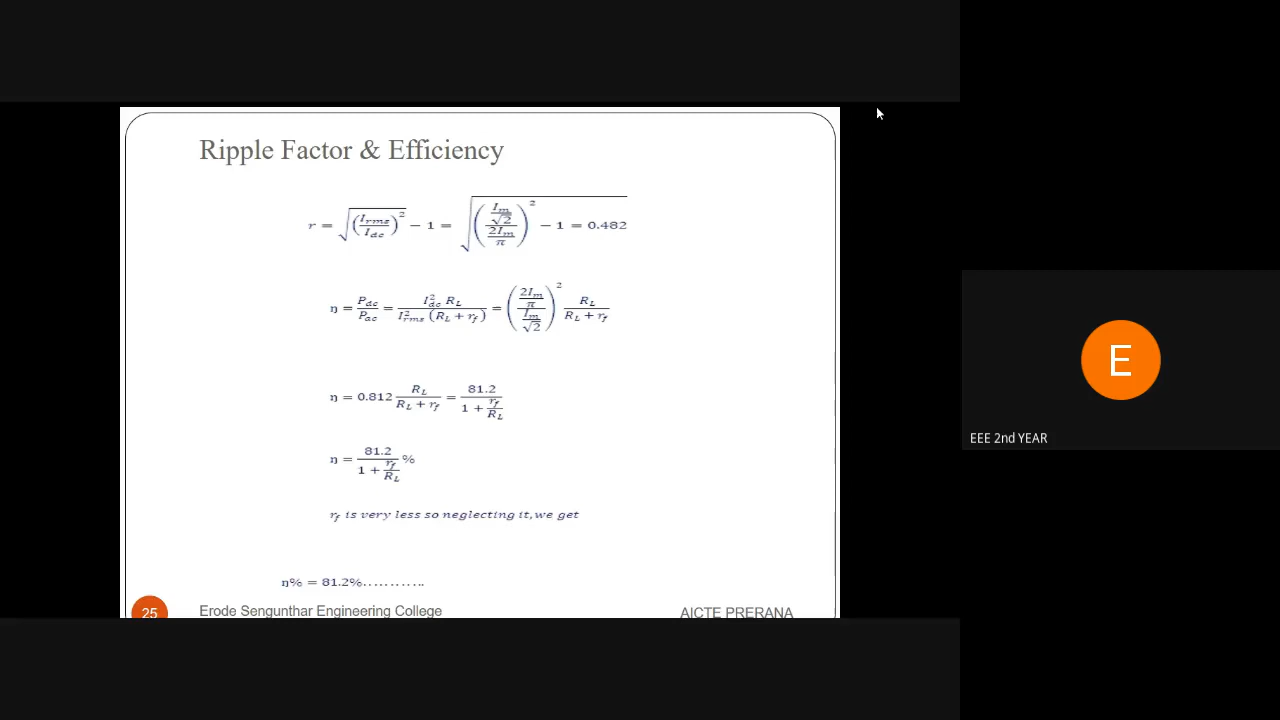 Ripple Factor & Efficiency
r = √(I_rms/I_dc)² − 1 = √((I_m/√2)/(2I_m/π))² − 1 = 0.482
η = P_dc/P_ac = I²_dc R_L / I²_rms (R_L + r_f) = ((2I_m/π)/(I_m/√2))² R_L/(R_L + r_f)
η = 0.812 R_L/(R_L + r_f) = 81.2/(1 + r_f/R_L)
η = 81.2/(1 + r_f/R_L) %
r_f is very less so neglecting it, we get
η% = 81.2%...........
25
Erode Sengunthar Engineering College
AICTE PRERANA
E
EEE 2nd YEAR